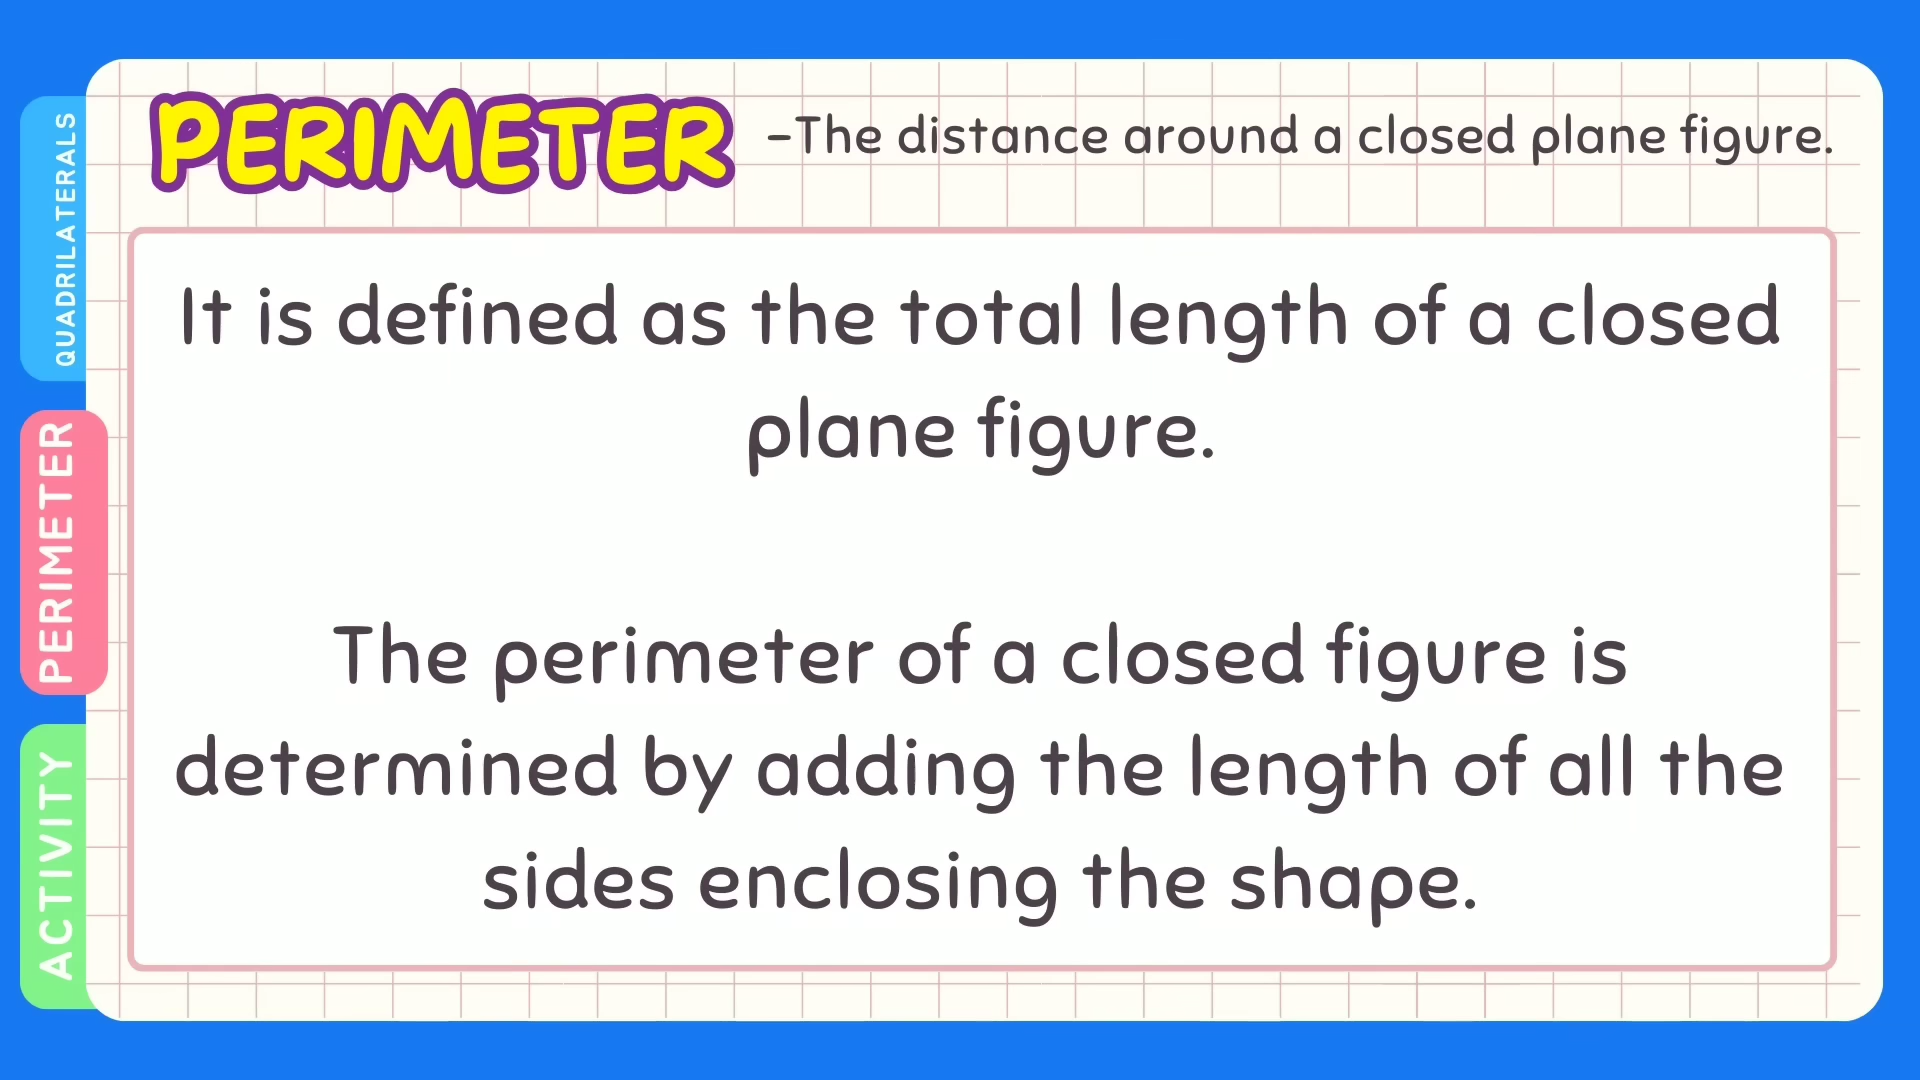 PERIMETER -The distance around a closed plane figure.
It is defined as the total length of a closed
plane figure.
The perimeter of a closed figure is
determined by adding the length of all the
sides enclosing the shape.
QUADRILATERALS
PERIMETER
ACTIVITY